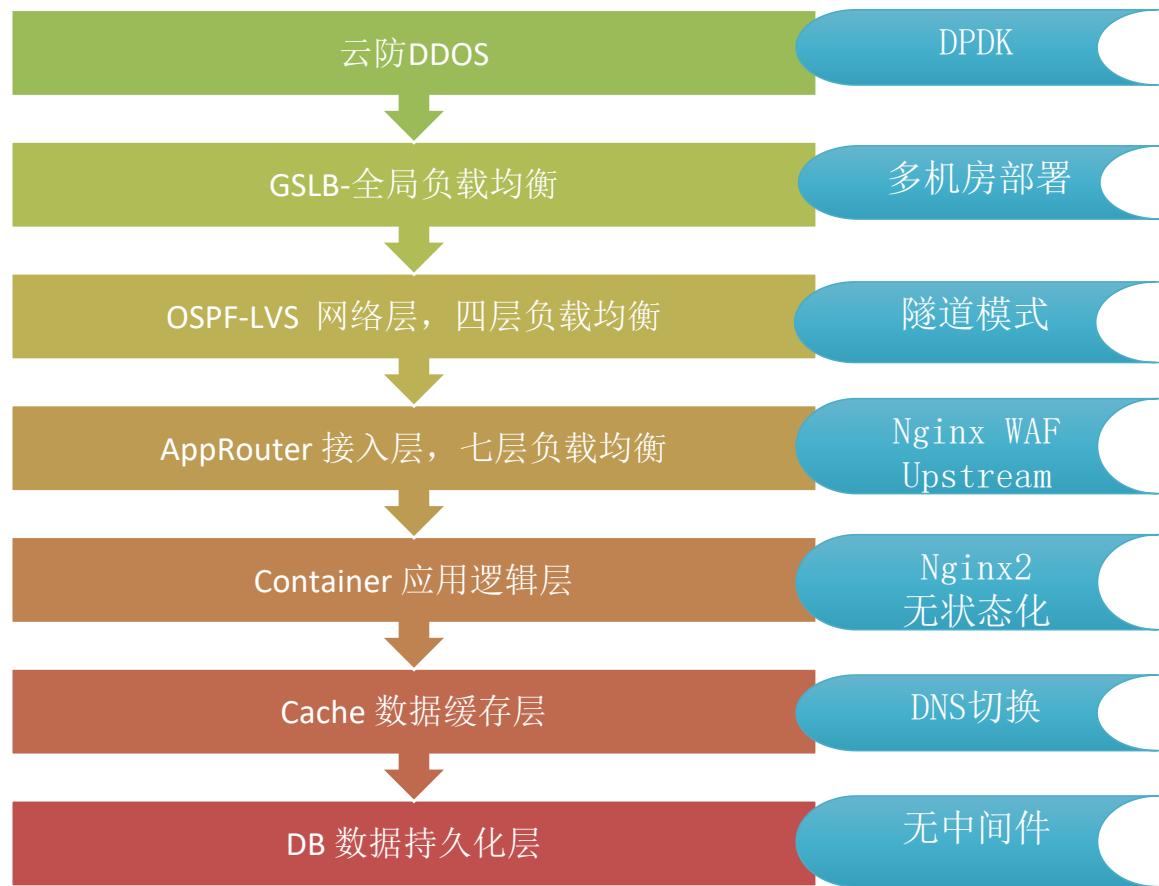 云防DDOS
DPDK
GSLB-全局负载均衡
多机房部署
OSPF-LVS 网络层，四层负载均衡
隧道模式
AppRouter 接入层，七层负载均衡
Nginx WAF
Upstream
Container 应用逻辑层
Nginx2
无状态化
Cache 数据缓存层
DNS切换
DB 数据持久化层
无中间件